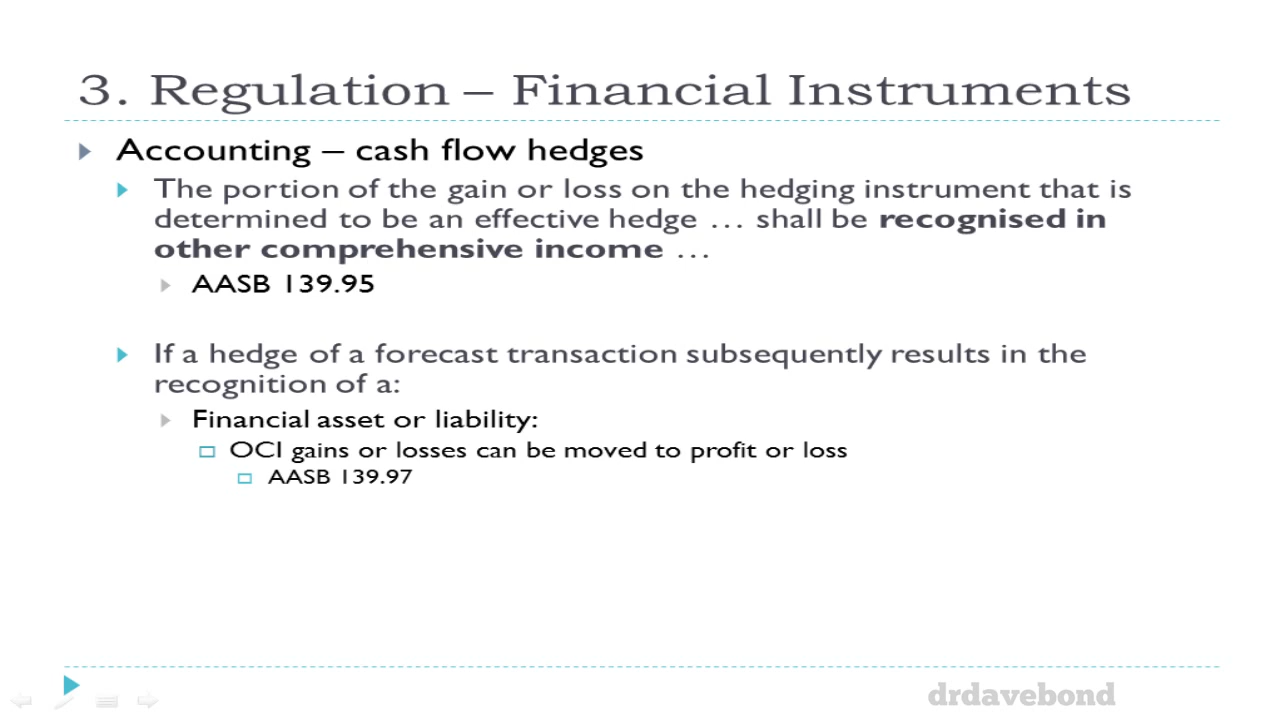 3. Regulation – Financial Instruments
Accounting – cash flow hedges
The portion of the gain or loss on the hedging instrument that is
determined to be an effective hedge … shall be recognised in
other comprehensive income …
AASB 139.95
If a hedge of a forecast transaction subsequently results in the
recognition of a:
Financial asset or liability:
OCI gains or losses can be moved to profit or loss
AASB 139.97
drdavebond